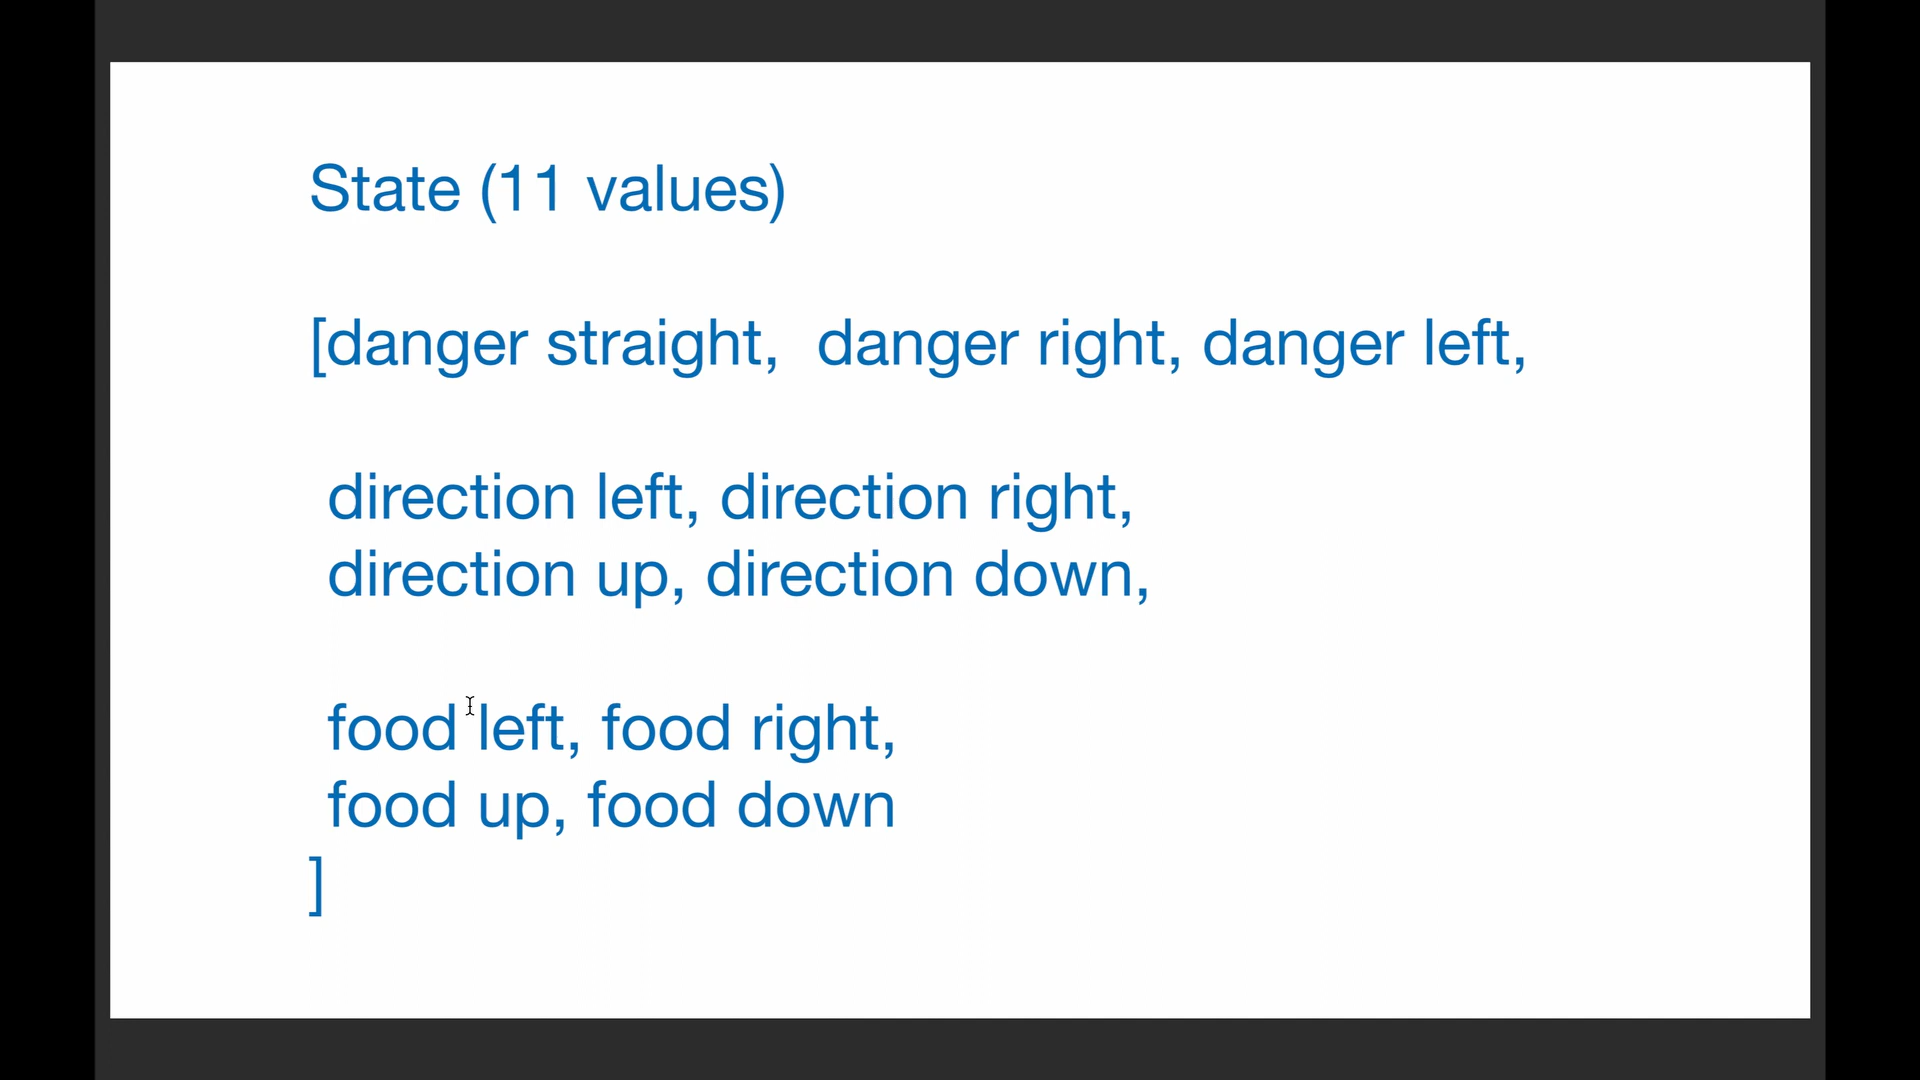 State (11 values)
[danger straight,  danger right, danger left,
direction left, direction right,
direction up, direction down,
food left, food right,
food up, food down
]